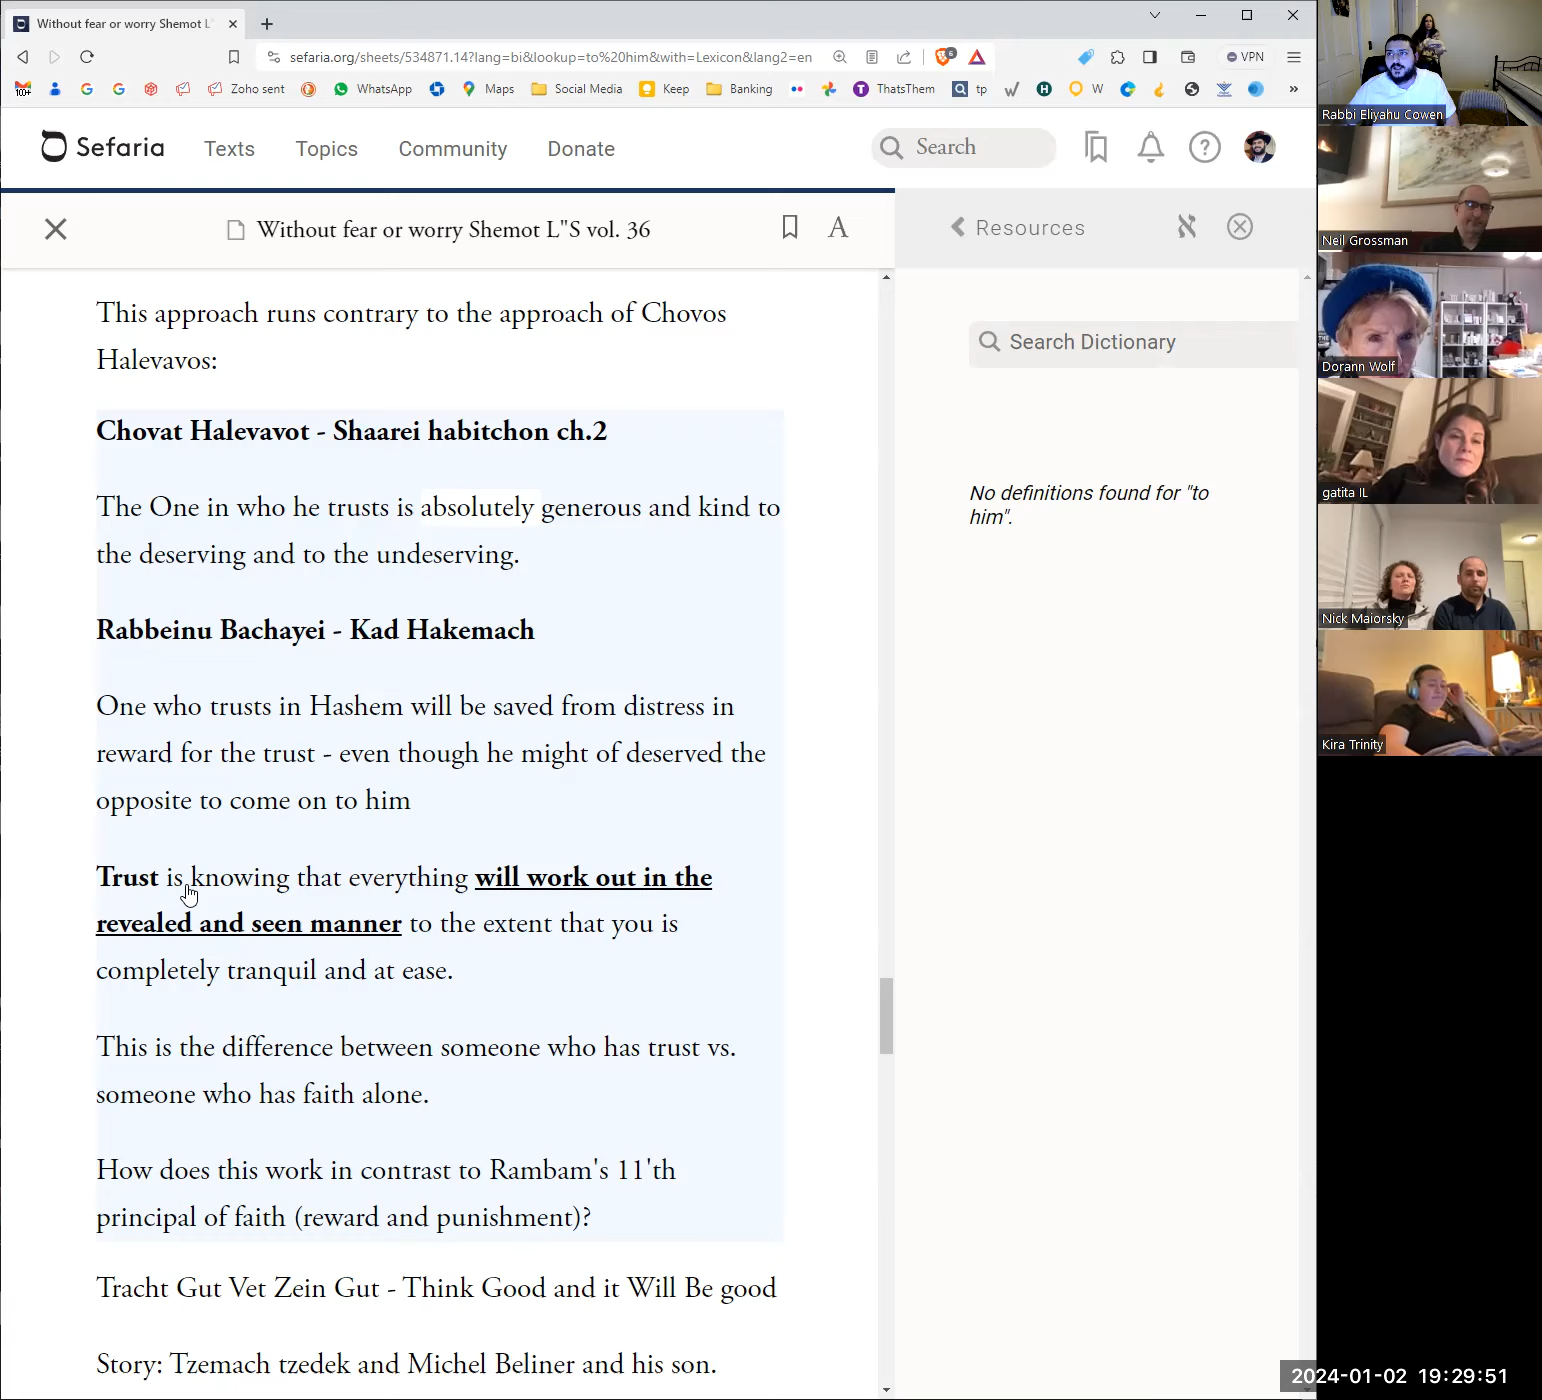 Without fear or worry Shemot L"
sefaria.org/sheets/534871.14?lang=bi&lookup=to%20him&with=Lexicon&lang2=en
6
VPN
100+
Zoho sent
WhatsApp
Maps
Social Media
Keep
Banking
ThatsThem
tp
H
W
»
Sefaria
Texts
Topics
Community
Donate
Search
Without fear or worry Shemot L"S vol. 36
A
Resources
Search Dictionary
No definitions found for "to
him".
This approach runs contrary to the approach of Chovos
Halevavos:
Chovat Halevavot - Shaarei habitchon ch.2
The One in who he trusts is absolutely generous and kind to
the deserving and to the undeserving.
Rabbeinu Bachayei - Kad Hakemach
One who trusts in Hashem will be saved from distress in
reward for the trust - even though he might of deserved the
opposite to come on to him
Trust is knowing that everything will work out in the
revealed and seen manner to the extent that you is
completely tranquil and at ease.
This is the difference between someone who has trust vs.
someone who has faith alone.
How does this work in contrast to Rambam's 11'th
principal of faith (reward and punishment)?
Tracht Gut Vet Zein Gut - Think Good and it Will Be good
Story: Tzemach tzedek and Michel Beliner and his son.
Rabbi Eliyahu Cowen
Neil Grossman
Dorann Wolf
gatita IL
Nick Maiorsky
Kira Trinity
2024-01-02 19:29:51